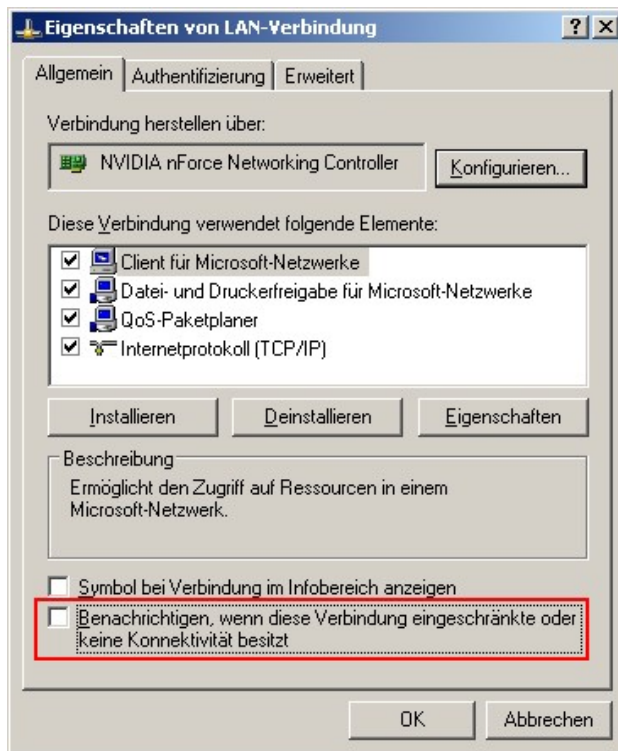 Eigenschaften von LAN-Verbindung
Allgemein
Authentifizierung
Erweitert
Verbindung herstellen über:
NVIDIA nForce Networking Controller
Konfigurieren...
Diese Verbindung verwendet folgende Elemente:
Client für Microsoft-Netzwerke
Datei- und Druckerfreigabe für Microsoft-Netzwerke
QoS-Paketplaner
Internetprotokoll (TCP/IP)
Installieren
Deinstallieren
Eigenschaften
Beschreibung
Ermöglicht den Zugriff auf Ressourcen in einem
Microsoft-Netzwerk.
Symbol bei Verbindung im Infobereich anzeigen
Benachrichtigen, wenn diese Verbindung eingeschränkte oder
keine Konnektivität besitzt
OK
Abbrechen